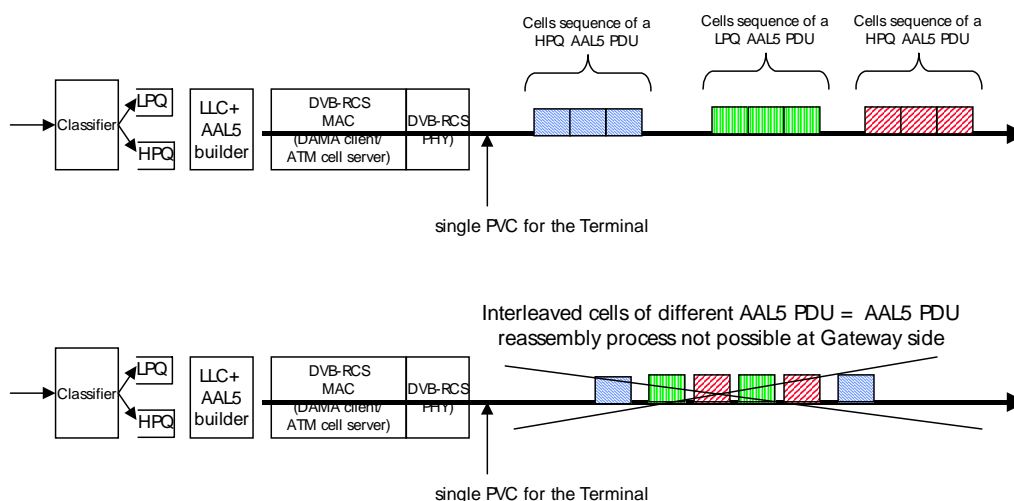 Cells sequence of a
HPQ AAL5 PDU
Cells sequence of a
LPQ AAL5 PDU
Cells sequence of a
HPQ AAL5 PDU
Classifier
LPQ
HPQ
LLC+
AAL5
builder
DVB-RCS
MAC
(DAMA client/
ATM cell server)
DVB-RCS
PHY)
single PVC for the Terminal
Interleaved cells of different AAL5 PDU = AAL5 PDU
reassembly process not possible at Gateway side
Classifier
LPQ
HPQ
LLC+
AAL5
builder
DVB-RCS
MAC
(DAMA client/
ATM cell server)
DVB-RCS
PHY)
single PVC for the Terminal